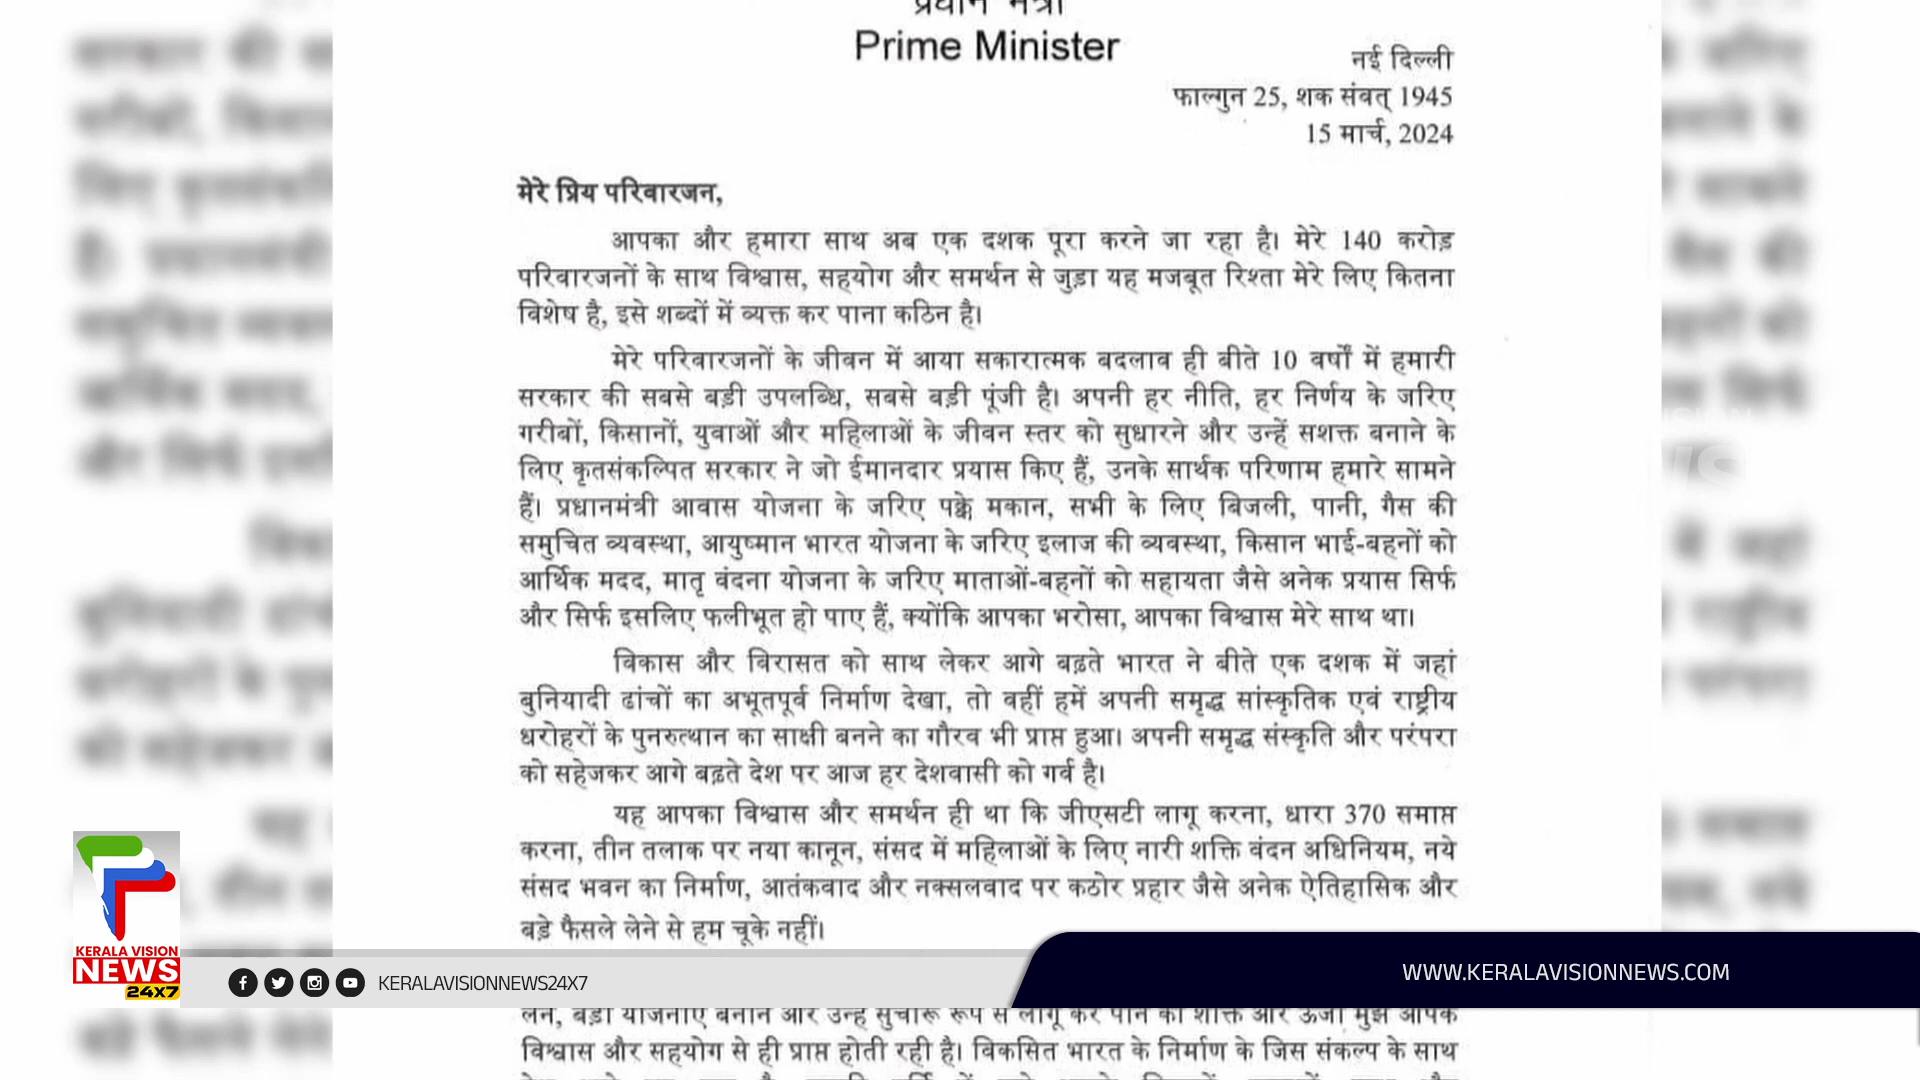 प्रधान मंत्री
Prime Minister
नई दिल्ली
फाल्गुन 25, शक संवत् 1945
15 मार्च, 2024
मेरे प्रिय परिवारजन,
आपका और हमारा साथ अब एक दशक पूरा करने जा रहा है। मेरे 140 करोड़
परिवारजनों के साथ विश्वास, सहयोग और समर्थन से जुड़ा यह मजबूत रिश्ता मेरे लिए कितना
विशेष है, इसे शब्दों में व्यक्त कर पाना कठिन है।
मेरे परिवारजनों के जीवन में आया सकारात्मक बदलाव ही बीते 10 वर्षों में हमारी
सरकार की सबसे बड़ी उपलब्धि, सबसे बड़ी पूंजी है। अपनी हर नीति, हर निर्णय के जरिए
गरीबों, किसानों, युवाओं और महिलाओं के जीवन स्तर को सुधारने और उन्हें सशक्त बनाने के
लिए कृतसंकल्पित सरकार ने जो ईमानदार प्रयास किए हैं, उनके सार्थक परिणाम हमारे सामने
हैं। प्रधानमंत्री आवास योजना के जरिए पक्के मकान, सभी के लिए बिजली, पानी, गैस की
समुचित व्यवस्था, आयुष्मान भारत योजना के जरिए इलाज की व्यवस्था, किसान भाई-बहनों को
आर्थिक मदद, मातृ वंदना योजना के जरिए माताओं-बहनों को सहायता जैसे अनेक प्रयास सिर्फ
और सिर्फ इसलिए फलीभूत हो पाए हैं, क्योंकि आपका भरोसा, आपका विश्वास मेरे साथ था।
विकास और विरासत को साथ लेकर आगे बढ़ते भारत ने बीते एक दशक में जहां
बुनियादी ढांचों का अभूतपूर्व निर्माण देखा, तो वहीं हमें अपनी समृद्ध सांस्कृतिक एवं राष्ट्रीय
धरोहरों के पुनरुत्थान का साक्षी बनने का गौरव भी प्राप्त हुआ। अपनी समृद्ध संस्कृति और परंपरा
को सहेजकर आगे बढ़ते देश पर आज हर देशवासी को गर्व है।
यह आपका विश्वास और समर्थन ही था कि जीएसटी लागू करना, धारा 370 समाप्त
करना, तीन तलाक पर नया कानून, संसद में महिलाओं के लिए नारी शक्ति वंदन अधिनियम, नये
संसद भवन का निर्माण, आतंकवाद और नक्सलवाद पर कठोर प्रहार जैसे अनेक ऐतिहासिक और
बड़े फैसले लेने से हम चूके नहीं।
KERALA VISION
NEWS
24X7
KERALAVISIONNEWS24X7
WWW.KERALAVISIONNEWS.COM
लेने, बड़ी योजनाएं बनाने और उन्हें सुचारू रूप से लागू कर पाने की शक्ति और ऊर्जा मुझे आपके
विश्वास और सहयोग से ही प्राप्त होती रही है। विकसित भारत के निर्माण के जिस संकल्प के साथ